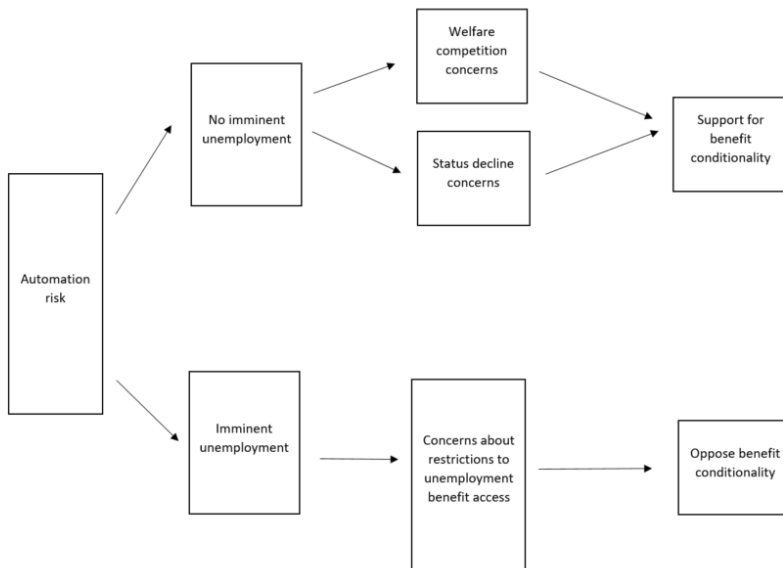 Welfare
competition
concerns
No imminent
unemployment
Support for
benefit
conditionality
Status decline
concerns
Automation
risk
Imminent
unemployment
Concerns about
restrictions to
unemployment
benefit access
Oppose benefit
conditionality